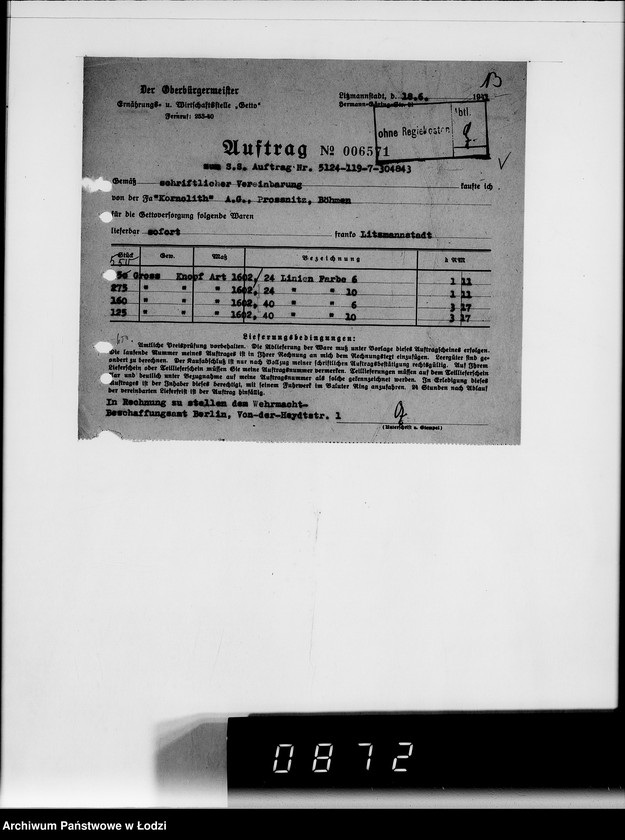 Der Oberbürgermeister
Ernährungs- u. Wirtschaftsstelle „Getto"
Fernruf: 253-40
Litzmannstadt, d. 18.6. 194
Hermann-Göring-Str. 21
ohne Regiekosten
Abtl.
Auftrag № 006571
zum S.S. Auftrag Nr. 5124-119-7-304843
Gemäß schriftlicher Vereinbarung kaufte ich
von der Fa "Kornolith" A.G., Prossnitz, Böhmen
für die Gettoversorgung folgende Waren
lieferbar sofort franko Litzmannstadt
Stück Gew. Maß Bezeichnung à RM
50 Gross Knopf Art 1602, 24 Linien Farbe 6 1 11
275 " " " 1602, 24 " " 10 1 11
160 " " " 1602, 40 " " 6 3 17
125 " " " 1602, 40 " " 10 3 17
Lieferungsbedingungen:
Amtliche Preisprüfung vorbehalten. Die Ablieferung der Ware muß unter Vorlage dieses Auftragscheines erfolgen.
Die laufende Nummer meines Auftrages ist in Ihrer Rechnung an mich dem Rechnungstext einzufügen. Leergüter sind ge-
sondert zu berechnen. Der Kaufabschluß ist nur nach Vollzug meiner schriftlichen Auftragsbestätigung rechtsgültig. Auf Ihrem
Lieferschein oder Teillieferschein müssen Sie meine Auftragsnummer vermerken. Teillieferungen müssen auf dem Teillieferschein
klar und deutlich unter Bezugnahme auf meine Auftragsnummer als solche gekennzeichnet werden. In Erledigung dieses
Auftrages ist der Inhaber dieses berechtigt, mit seinem Fuhrwerk im Baluter Ring anzufahren. 24 Stunden nach Ablauf
der vereinbarten Lieferfrist ist der Auftrag hinfällig.
In Rechnung zu stellen dem Wehrmacht-
Beschaffungsamt Berlin, Von-der-Heydtstr. 1
(Unterschrift u. Stempel)
0872
Archiwum Państwowe w Łodzi